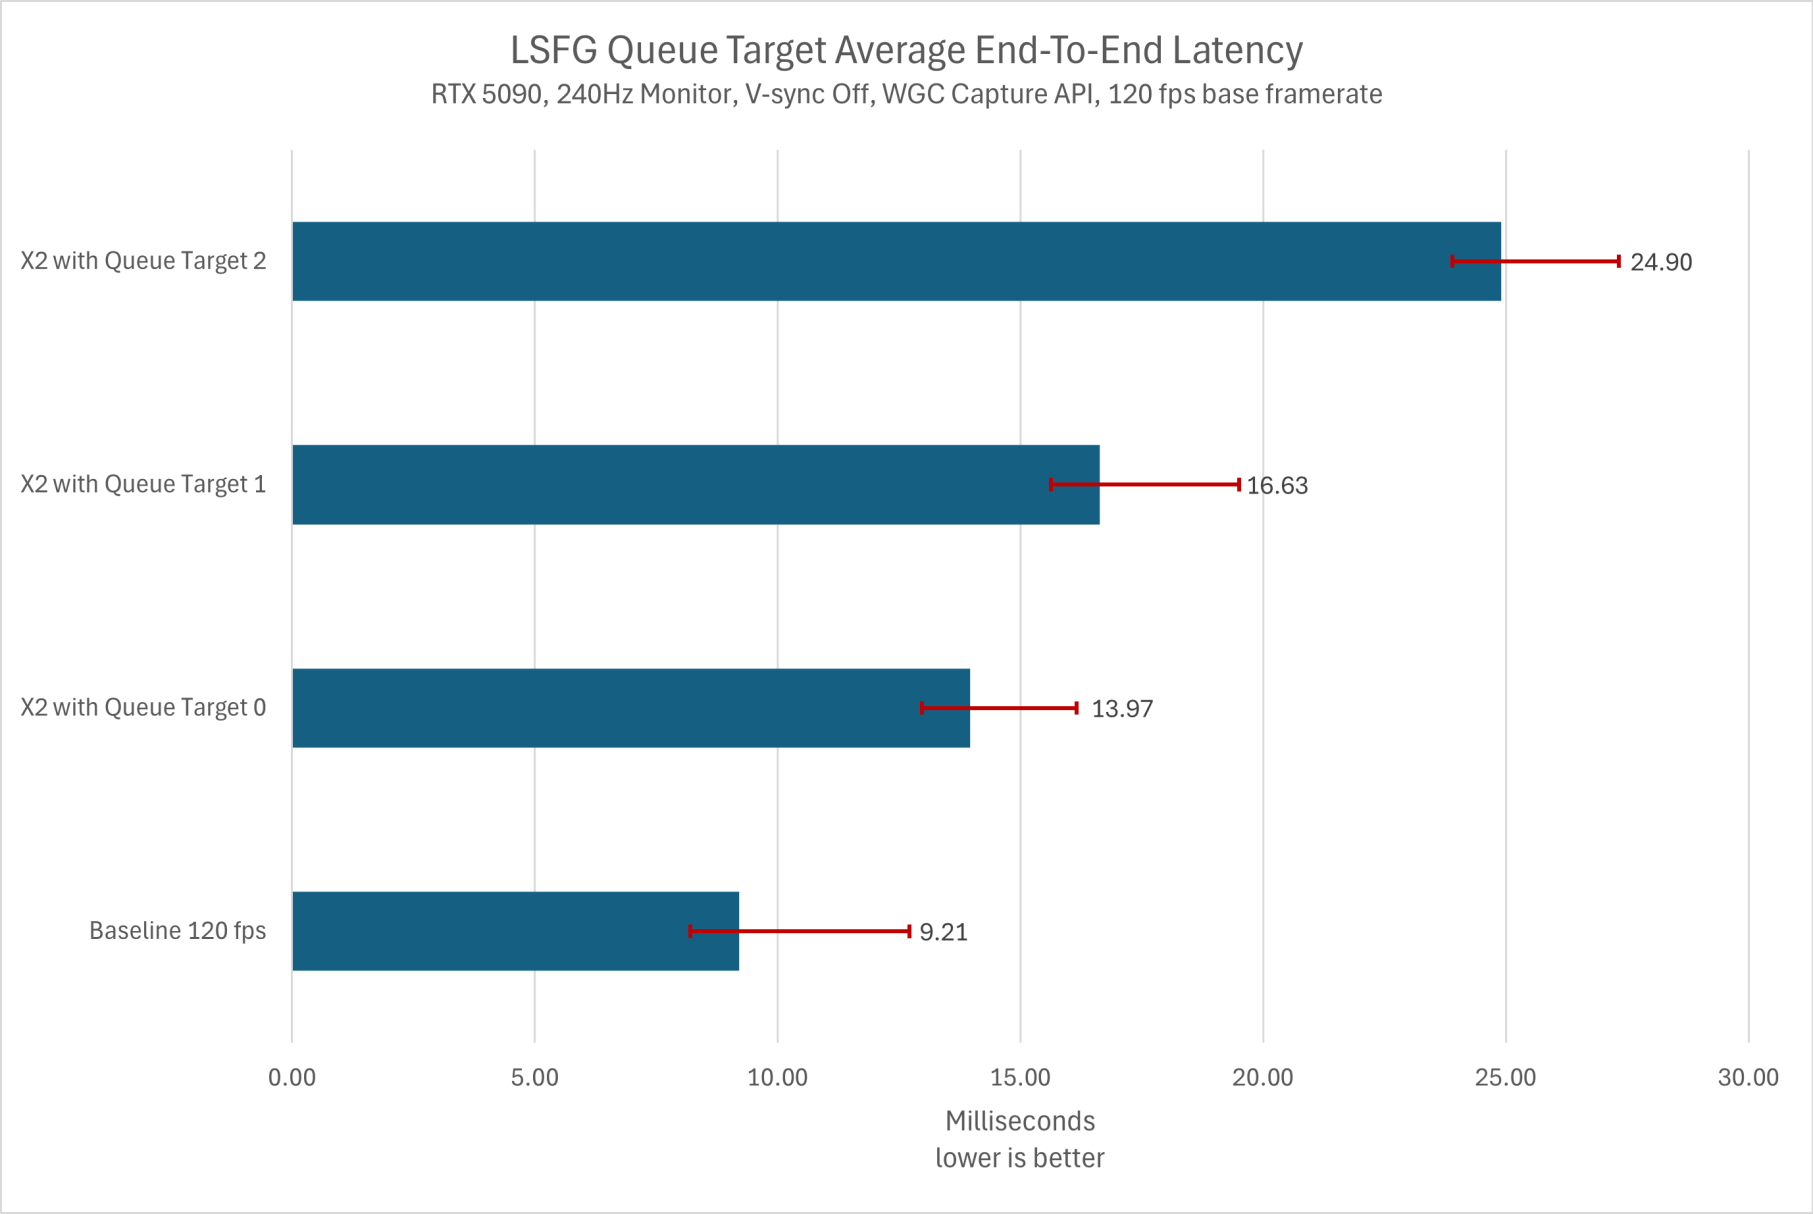 LSFG Queue Target Average End-To-End Latency
RTX 5090, 240Hz Monitor, V-sync Off, WGC Capture API, 120 fps base framerate
X2 with Queue Target 2
24.90
X2 with Queue Target 1
16.63
X2 with Queue Target 0
13.97
Baseline 120 fps
9.21
0.00 5.00 10.00 15.00 20.00 25.00 30.00
Milliseconds
lower is better